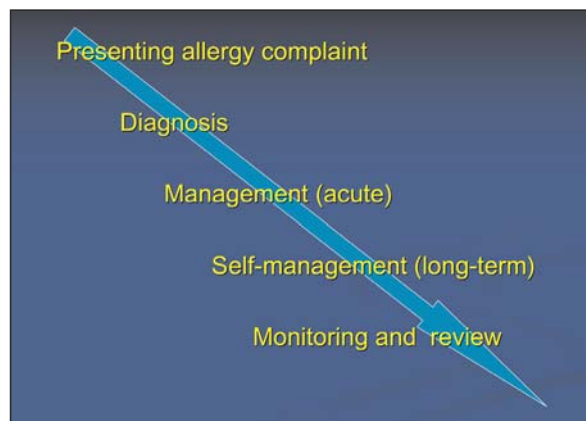 Presenting allergy complaint
Diagnosis
Management (acute)
Self-management (long-term)
Monitoring and review